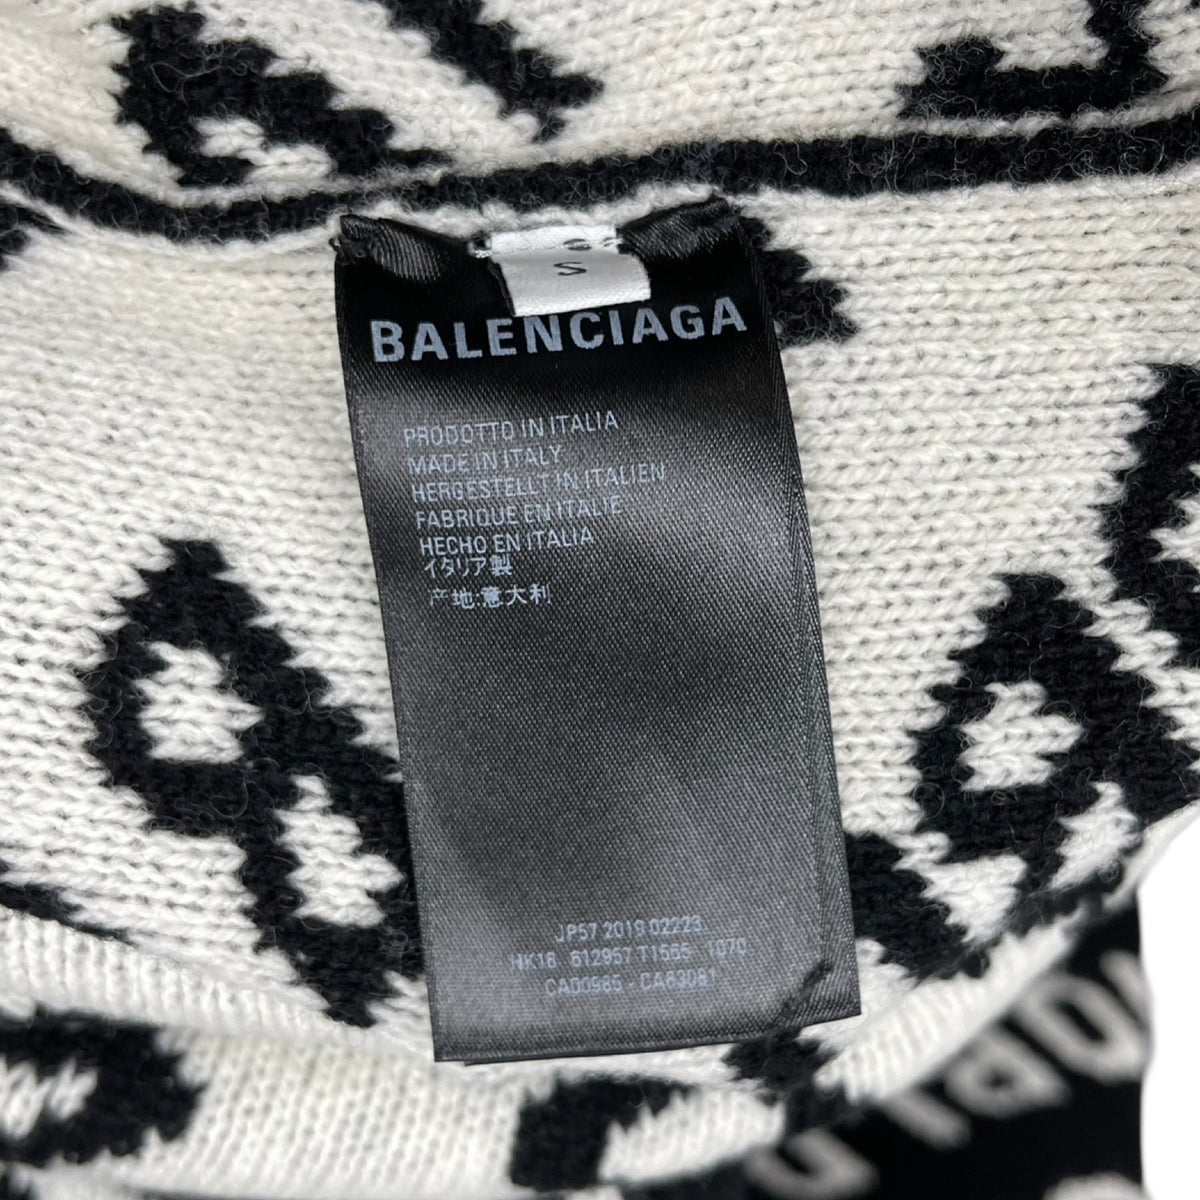 S
BALENCIAGA
PRODOTTO IN ITALIA
MADE IN ITALY
HERGESTELLT IN ITALIEN
FABRIQUE EN ITALIE
HECHO EN ITALIA
イタリア製
产地:意大利
JP57 2019 02223
HK18 612957 T1565 1070
CA00985 - CA63081